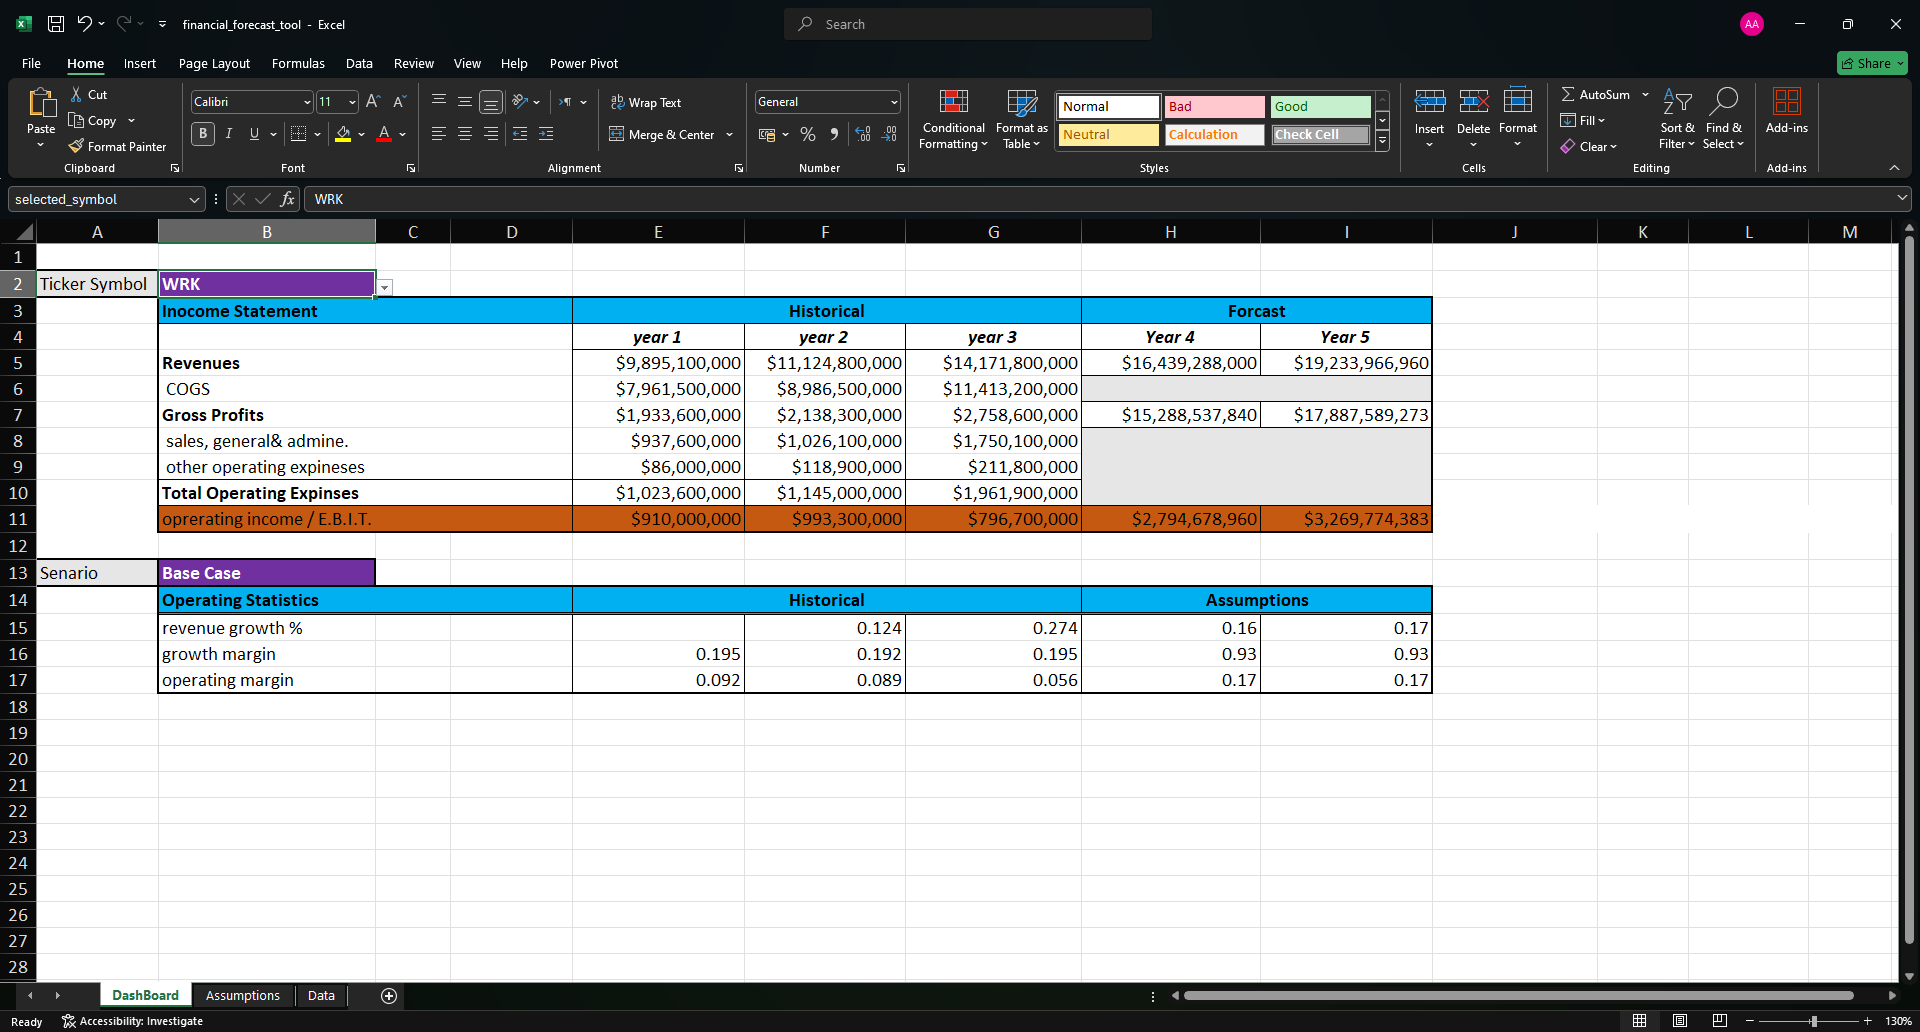 financial_forecast_tool - Excel
Search
AA
File Home Insert Page Layout Formulas Data Review View Help Power Pivot
Share
Paste
Cut
Copy
Format Painter
Clipboard
Calibri 11
B I U A
Font
ab Wrap Text
Merge & Center
Alignment
General
% 9
Number
Conditional Formatting
Format as Table
Normal Bad Good
Neutral Calculation Check Cell
Styles
Insert Delete Format
Cells
AutoSum
Fill
Clear
Sort & Filter
Find & Select
Editing
Add-ins
Add-ins
selected_symbol fx WRK
A B C D E F G H I J K L M
1
2 Ticker Symbol WRK
3 Inocome Statement Historical Forcast
4 year 1 year 2 year 3 Year 4 Year 5
5 Revenues $9,895,100,000 $11,124,800,000 $14,171,800,000 $16,439,288,000 $19,233,966,960
6 COGS $7,961,500,000 $8,986,500,000 $11,413,200,000
7 Gross Profits $1,933,600,000 $2,138,300,000 $2,758,600,000 $15,288,537,840 $17,887,589,273
8 sales, general& admine. $937,600,000 $1,026,100,000 $1,750,100,000
9 other operating expineses $86,000,000 $118,900,000 $211,800,000
10 Total Operating Expinses $1,023,600,000 $1,145,000,000 $1,961,900,000
11 oprerating income / E.B.I.T. $910,000,000 $993,300,000 $796,700,000 $2,794,678,960 $3,269,774,383
12
13 Senario Base Case
14 Operating Statistics Historical Assumptions
15 revenue growth % 0.124 0.274 0.16 0.17
16 growth margin 0.195 0.192 0.195 0.93 0.93
17 operating margin 0.092 0.089 0.056 0.17 0.17
18
19
20
21
22
23
24
25
26
27
28
DashBoard Assumptions Data
Ready Accessibility: Investigate 130%